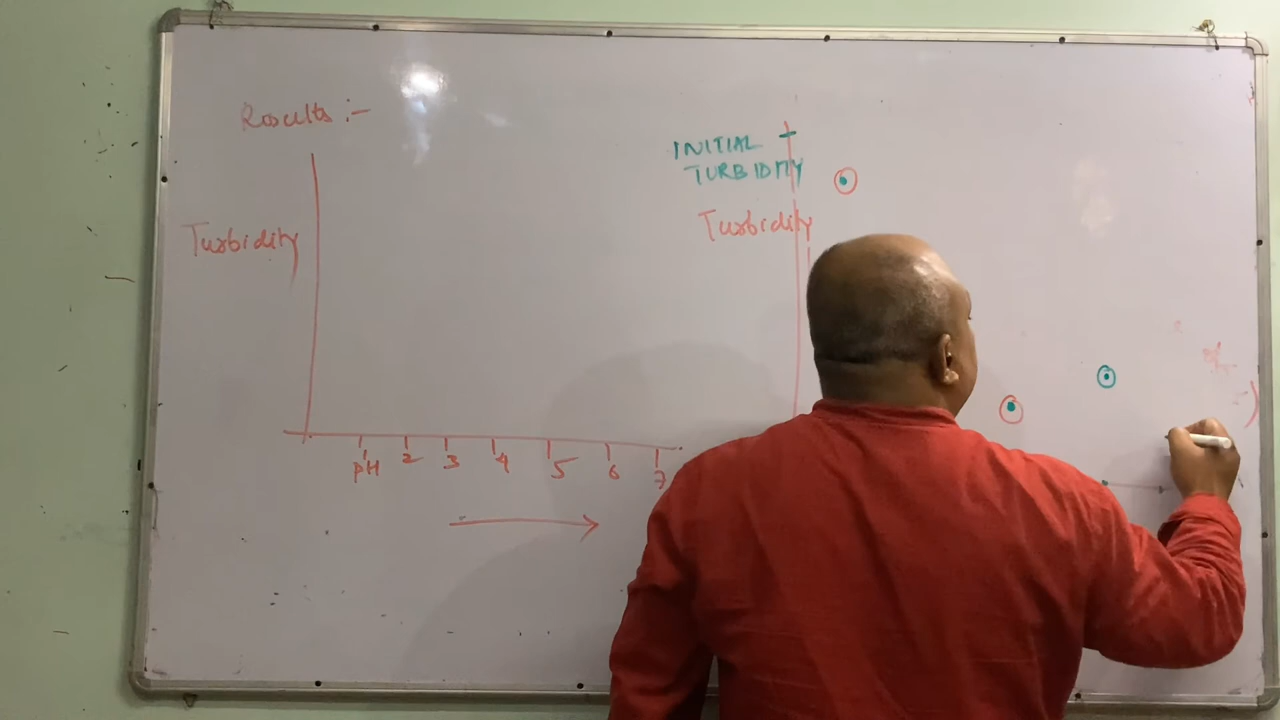 Results :-
Turbidity
pH 2 3 4 5 6 7
INITIAL
TURBIDITY
Turbidity